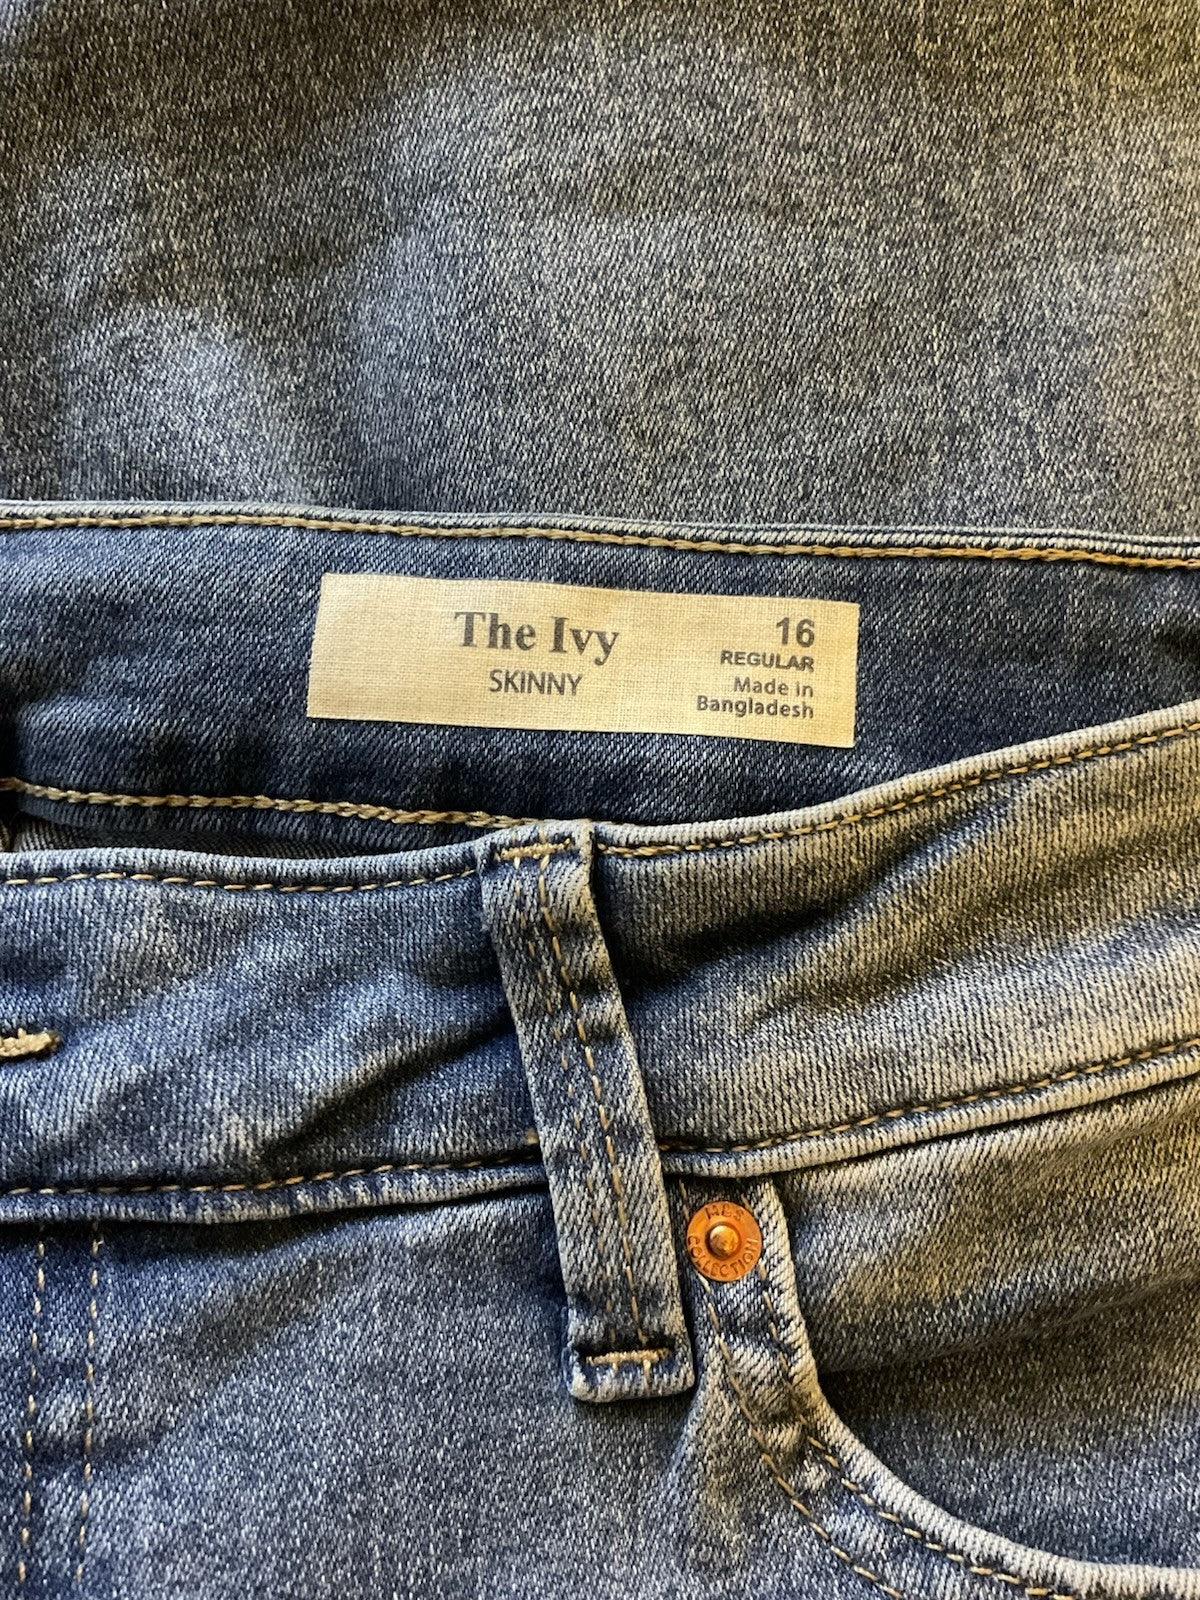 The Ivy
SKINNY
16
REGULAR
Made in
Bangladesh
M&S
COLLECTION